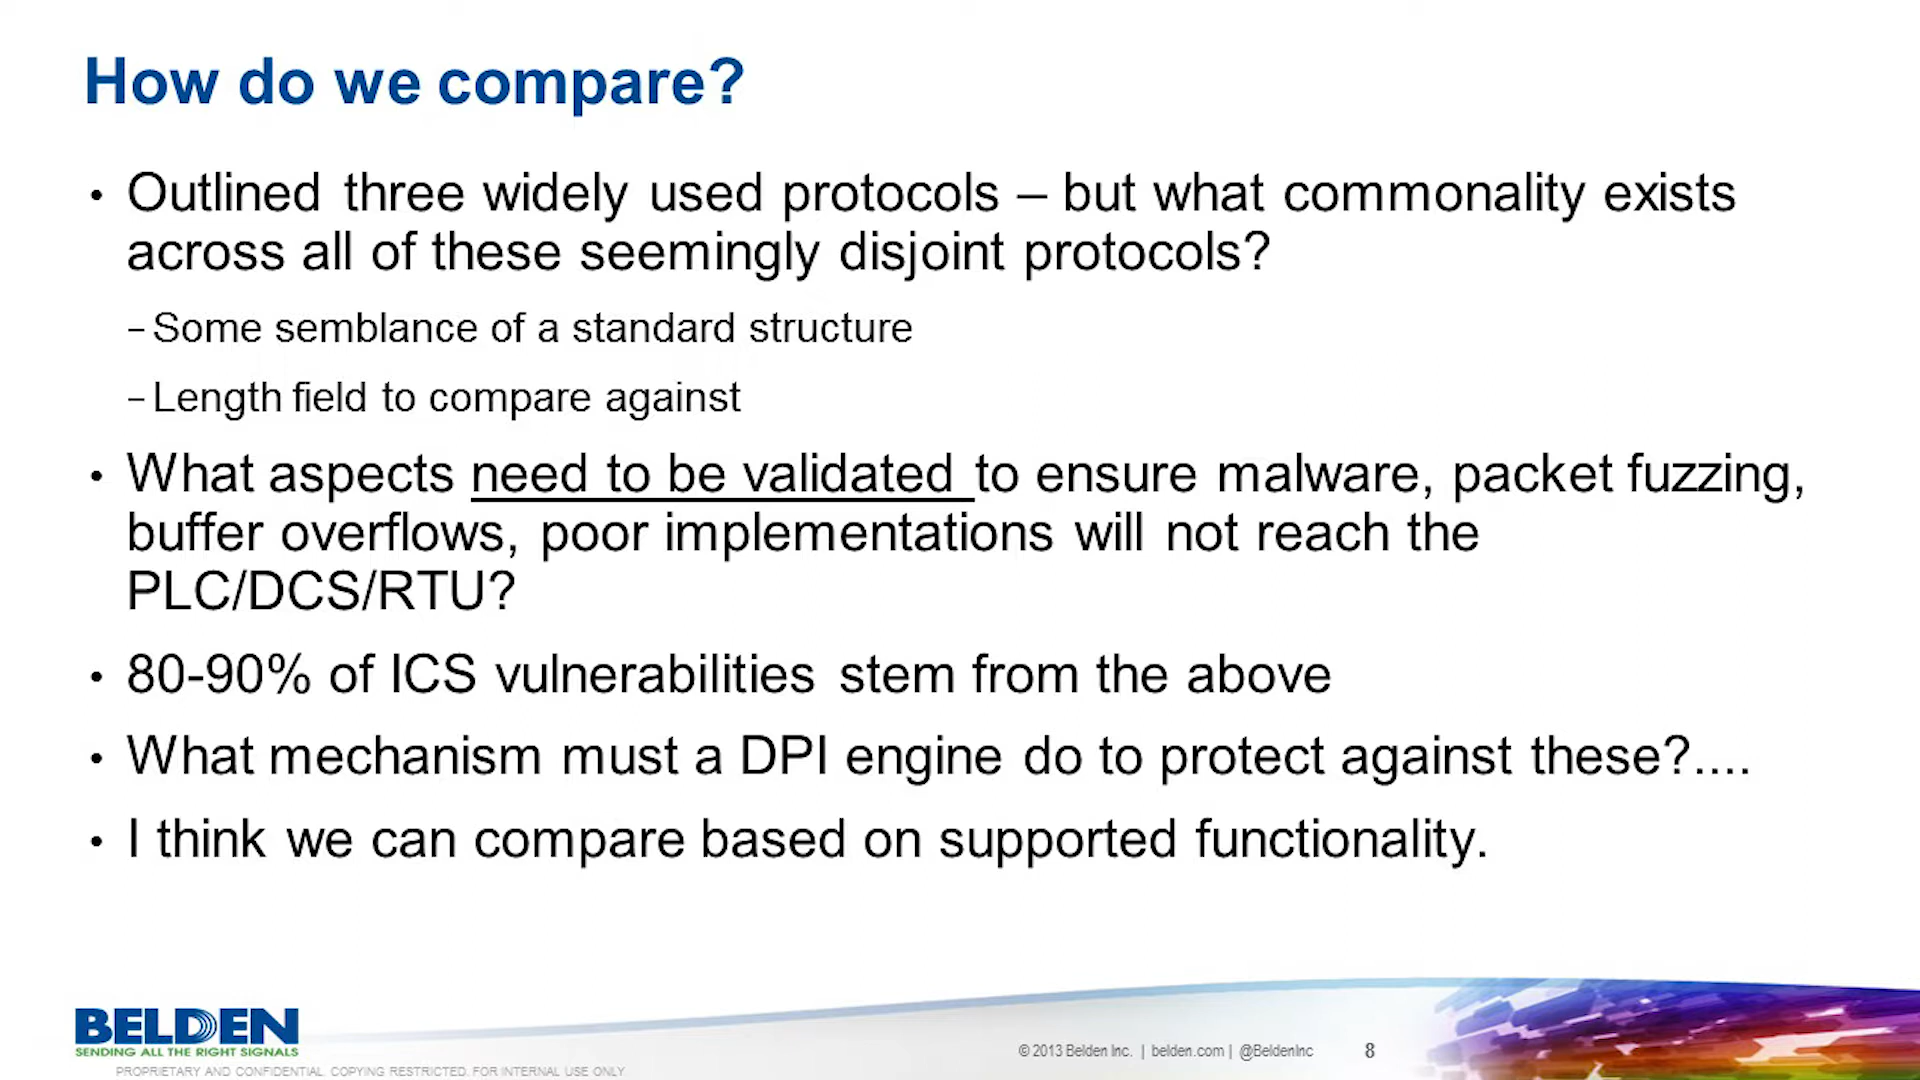 How do we compare?
• Outlined three widely used protocols – but what commonality exists
across all of these seemingly disjoint protocols?
– Some semblance of a standard structure
– Length field to compare against
• What aspects need to be validated to ensure malware, packet fuzzing,
buffer overflows, poor implementations will not reach the
PLC/DCS/RTU?
• 80-90% of ICS vulnerabilities stem from the above
• What mechanism must a DPI engine do to protect against these?....
• I think we can compare based on supported functionality.
BELDEN
SENDING ALL THE RIGHT SIGNALS
© 2013 Belden Inc. | belden.com | @BeldenInc 8
PROPRIETARY AND CONFIDENTIAL. COPYING RESTRICTED. FOR INTERNAL USE ONLY.